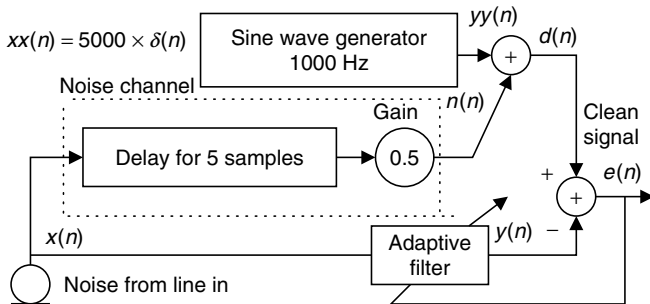 xx(n) = 5000 × δ(n)
Sine wave generator
1000 Hz
yy(n)
d(n)
+
Noise channel
n(n)
Gain
Clean
signal
Delay for 5 samples
0.5
+
e(n)
+
x(n)
Adaptive
filter
y(n)
−
Noise from line in